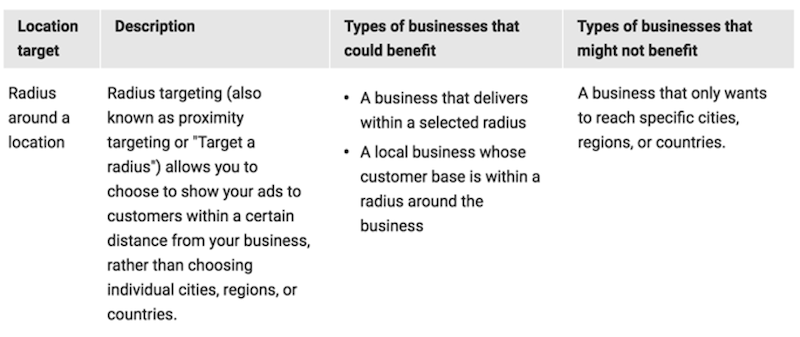 Location
target
Description
Types of businesses that
could benefit
Types of businesses that
might not benefit
Radius
around a
location
Radius targeting (also
known as proximity
targeting or "Target a
radius") allows you to
choose to show your ads to
customers within a certain
distance from your business,
rather than choosing
individual cities, regions, or
countries.
• A business that delivers
within a selected radius
• A local business whose
customer base is within a
radius around the
business
A business that only wants
to reach specific cities,
regions, or countries.